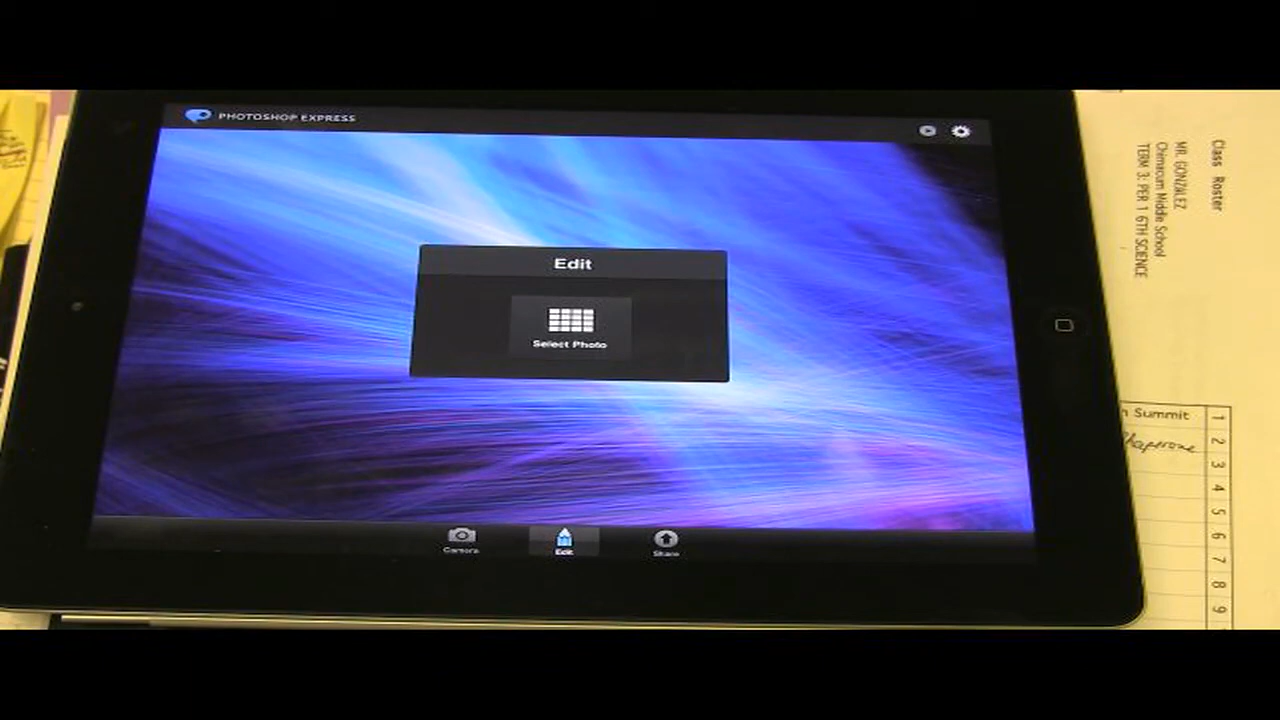 PHOTOSHOP EXPRESS
Edit
Select Photo
Camera
Edit
Share
Class Roster
MR. GONZALEZ
Chimacum Middle School
TERM 3: PER 1 6TH SCIENCE
Summit
1
2
3
4
5
6
7
8
9